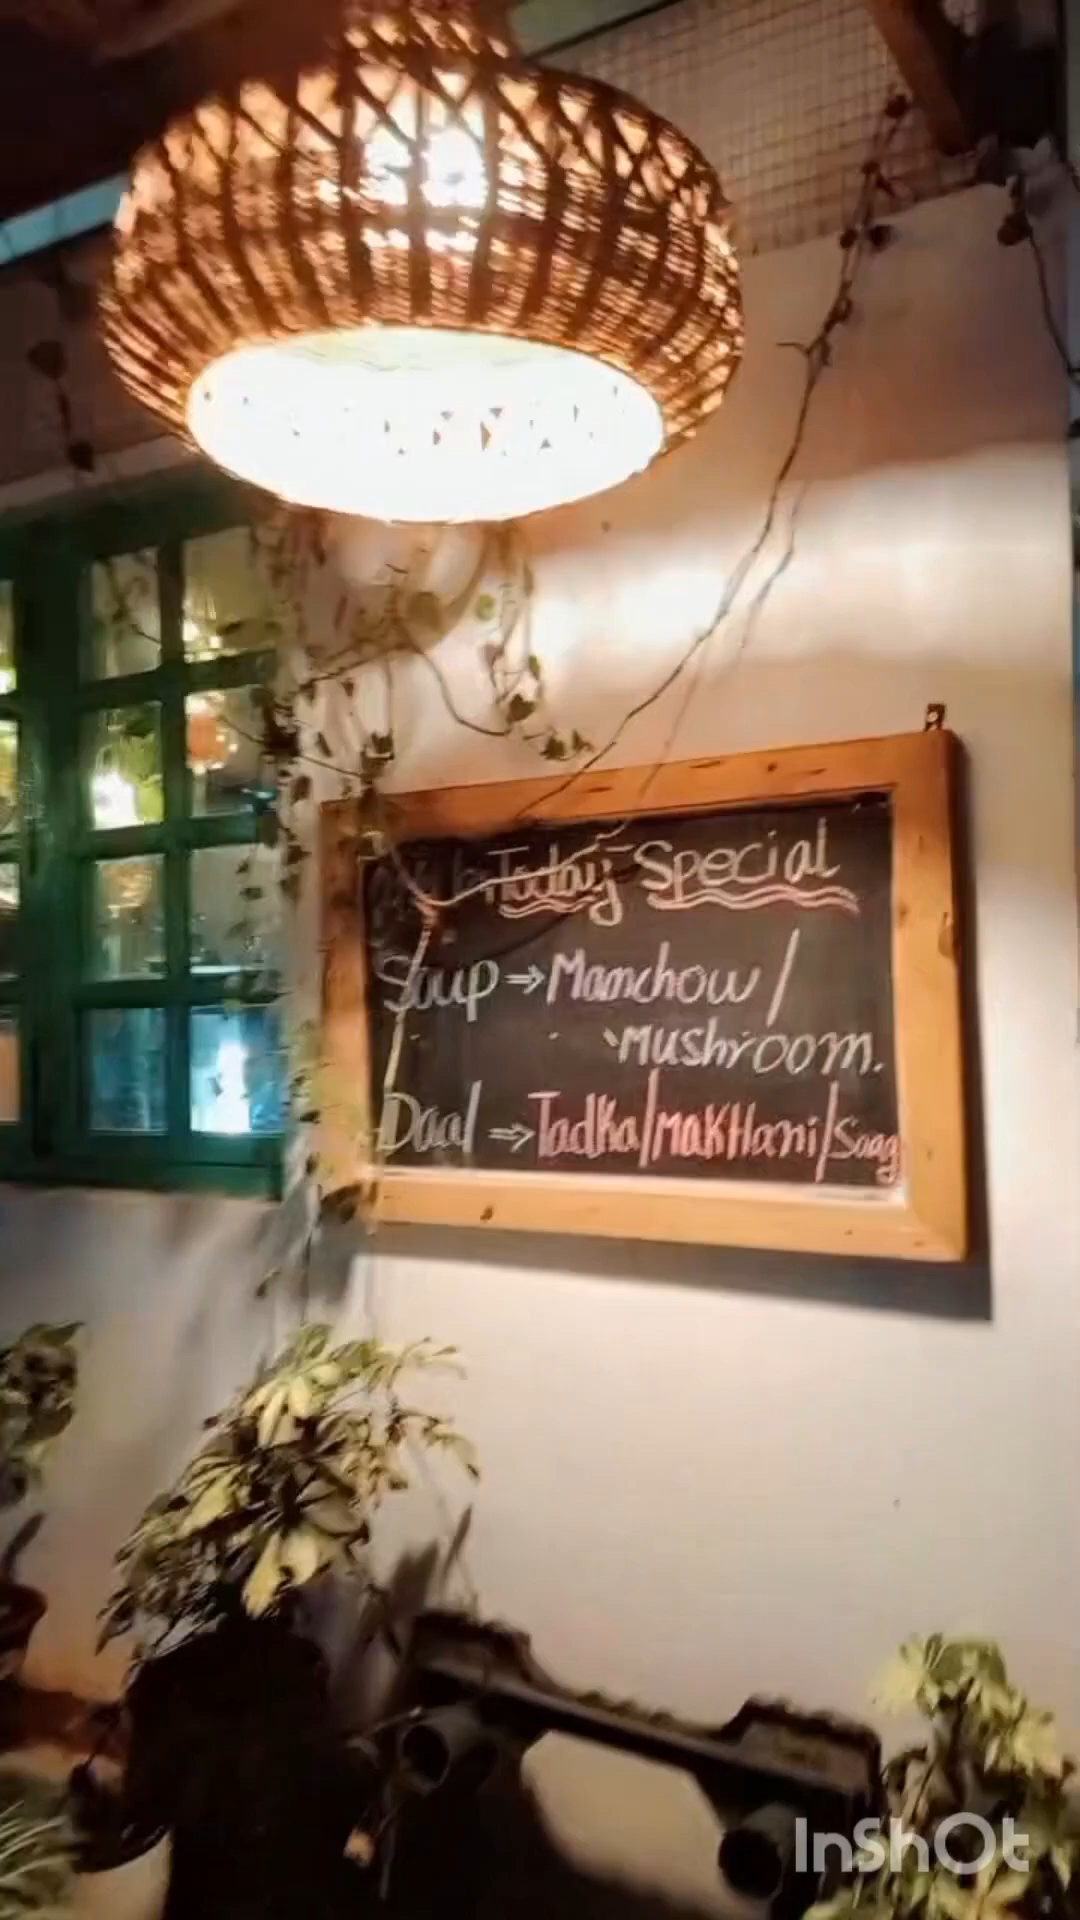 Today Special
Soup ⇒ Manchow /
Mushroom.
Daal ⇒ Tadka/Makhani/Saag
InShOt